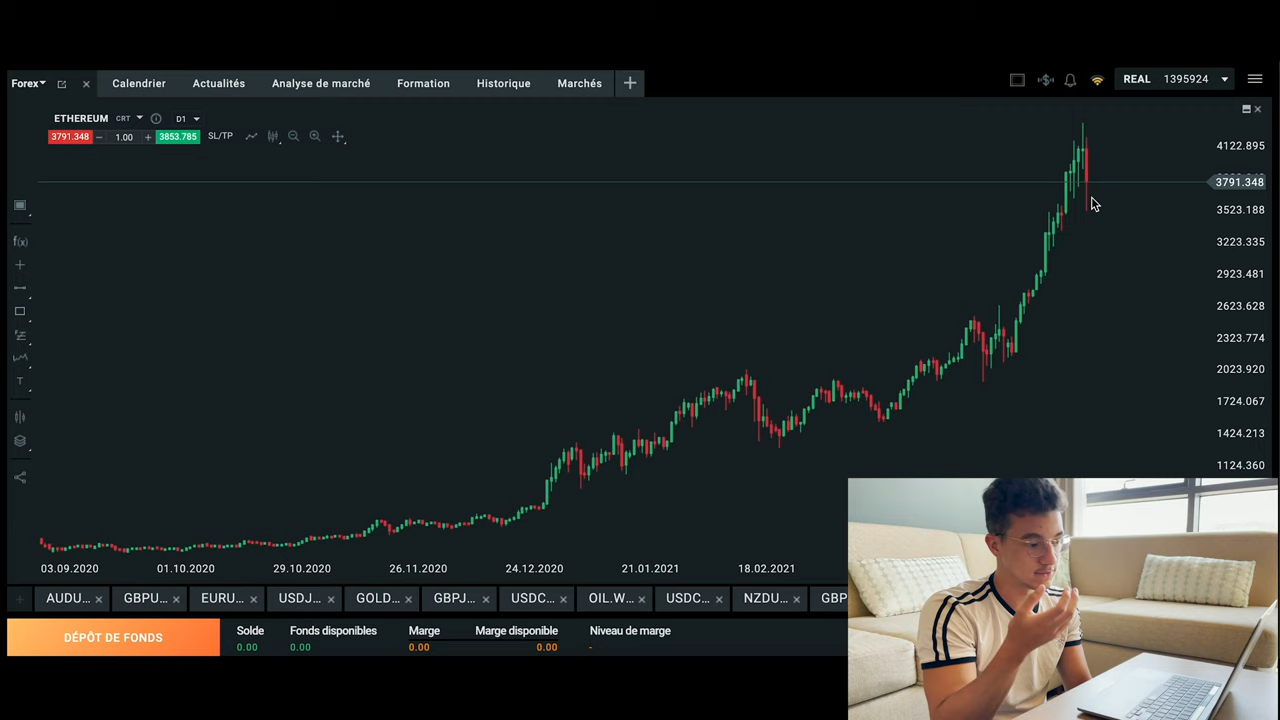 Forex Calendrier Actualités Analyse de marché Formation Historique Marchés REAL 1395924
ETHEREUM CRT D1
3791.348 1.00 3853.785 SL/TP
4122.895
3791.348
3523.188
3223.335
2923.481
2623.628
2323.774
2023.920
1724.067
1424.213
1124.360
f(x)
T
03.09.2020 01.10.2020 29.10.2020 26.11.2020 24.12.2020 21.01.2021 18.02.2021
AUDU... GBPU... EURU... USDJ... GOLD... GBPJ... USDC... OIL.W... USDC... NZDU... GBP
DÉPÔT DE FONDS
Solde Fonds disponibles Marge Marge disponible Niveau de marge
0.00 0.00 0.00 0.00 -